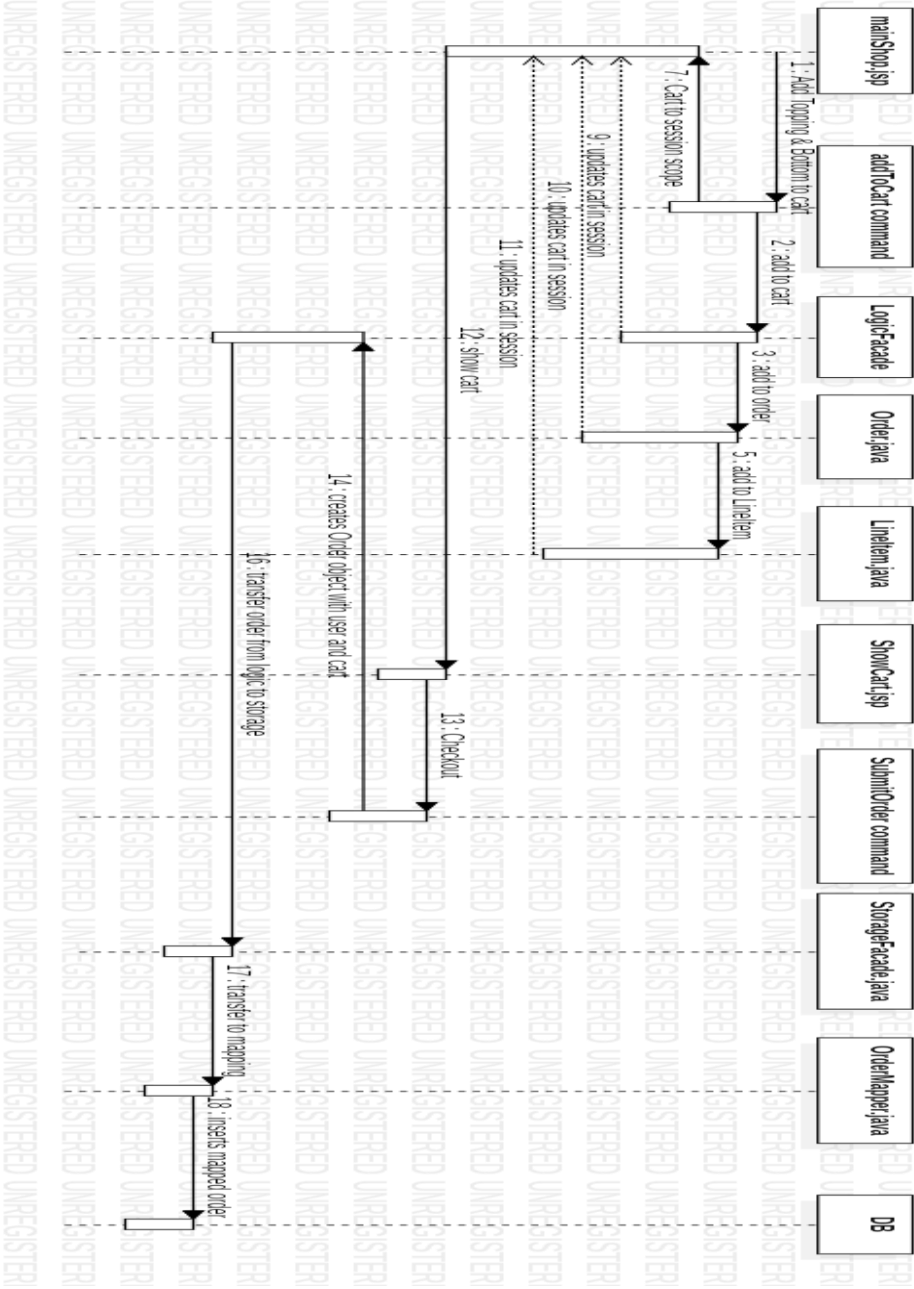 mainShop.jsp
addToCart command
LogicFacade
Order.java
LineItem.java
ShowCart.jsp
SubmitOrder command
StorageFacade.java
OrderMapper.java
DB
1 : Add Topping & Bottom to cart
2 : add to cart
3 : add to order
5 : add to LineItem
7 : Cart to session scope
9 : updates cart in session
10 : updates cart in session
11 : updates cart in session
12 : show cart
13 : Checkout
14 : creates Order object with user and cart
16 : transfer order from logic to storage
17 : transfer to mapping
18 : inserts mapped order
UNREGISTERED UNREGISTERED UNREGISTERED UNREGISTERED